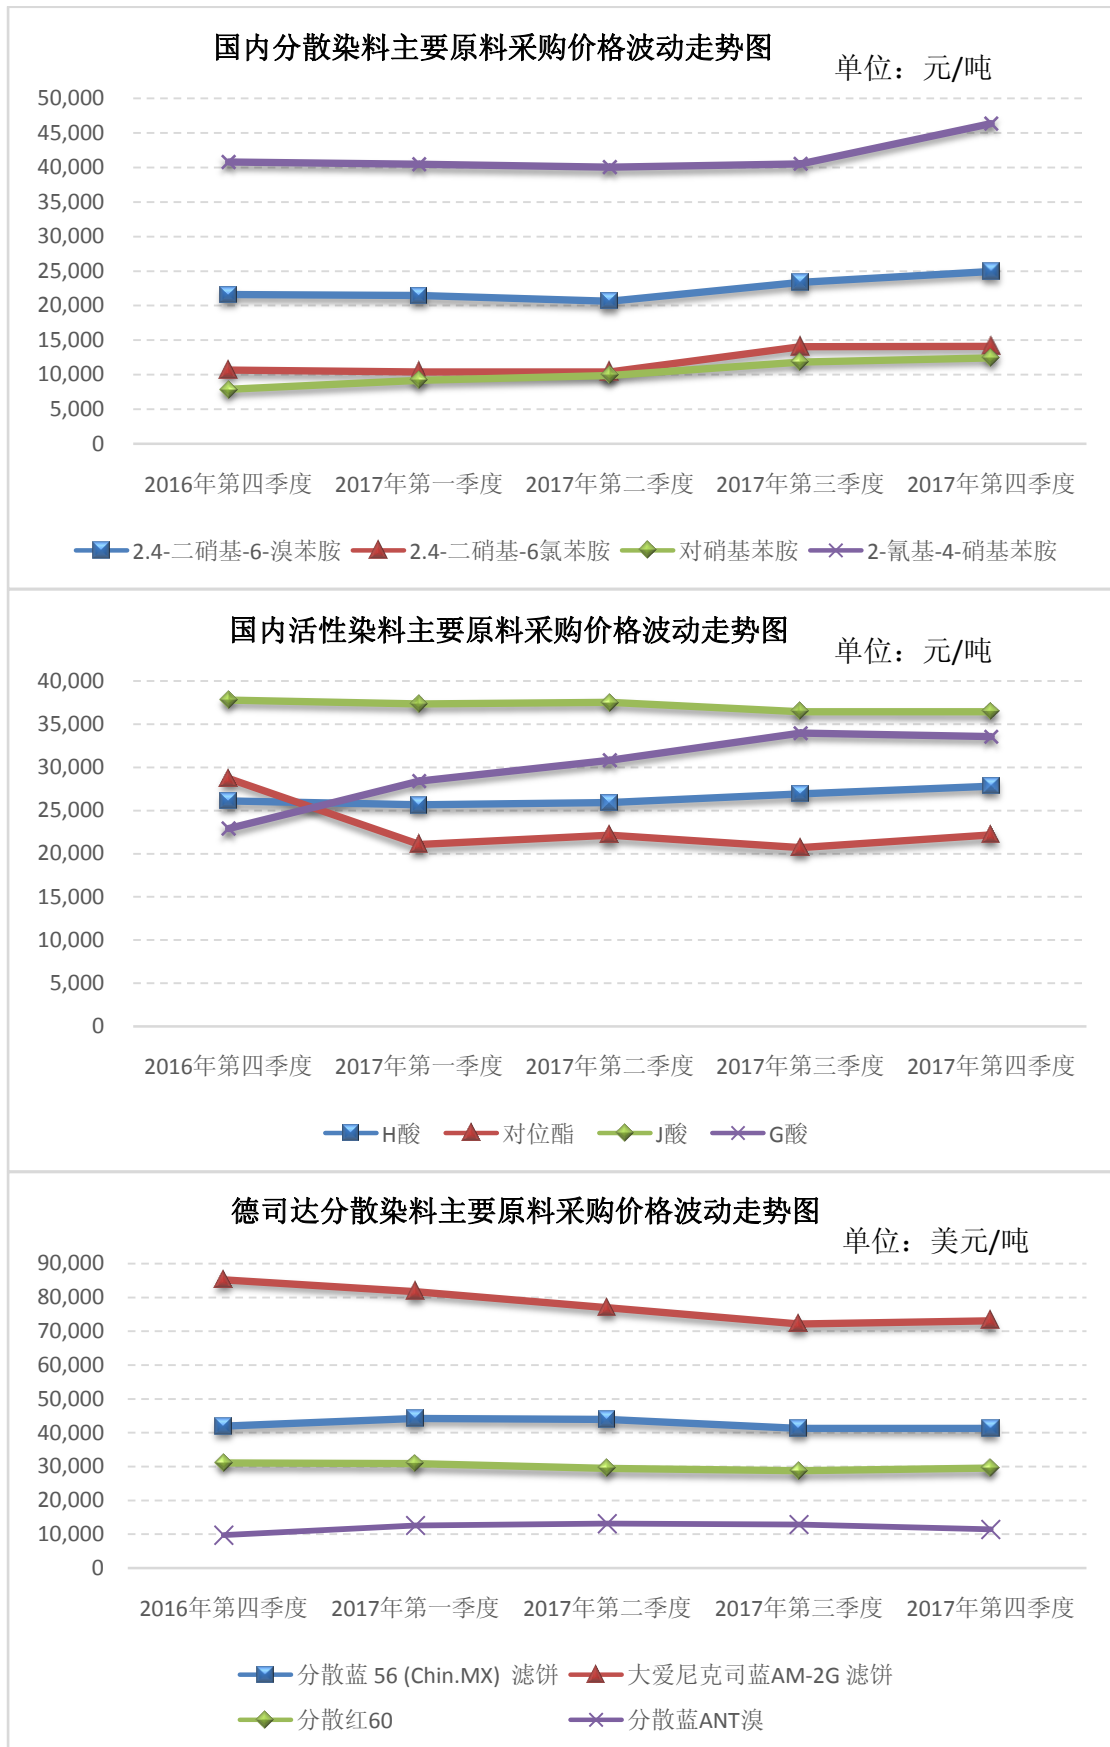 国内分散染料主要原料采购价格波动走势图
单位：元/吨
50,000
45,000
40,000
35,000
30,000
25,000
20,000
15,000
10,000
5,000
0
2016年第四季度 2017年第一季度 2017年第二季度 2017年第三季度 2017年第四季度
2.4-二硝基-6-溴苯胺 2.4-二硝基-6氯苯胺 对硝基苯胺 2-氰基-4-硝基苯胺
国内活性染料主要原料采购价格波动走势图
单位：元/吨
40,000
35,000
30,000
25,000
20,000
15,000
10,000
5,000
0
2016年第四季度 2017年第一季度 2017年第二季度 2017年第三季度 2017年第四季度
H酸 对位酯 J酸 G酸
德司达分散染料主要原料采购价格波动走势图
单位：美元/吨
90,000
80,000
70,000
60,000
50,000
40,000
30,000
20,000
10,000
0
2016年第四季度 2017年第一季度 2017年第二季度 2017年第三季度 2017年第四季度
分散蓝 56 (Chin.MX) 滤饼 大爱尼克司蓝AM-2G 滤饼
分散红60 分散蓝ANT溴